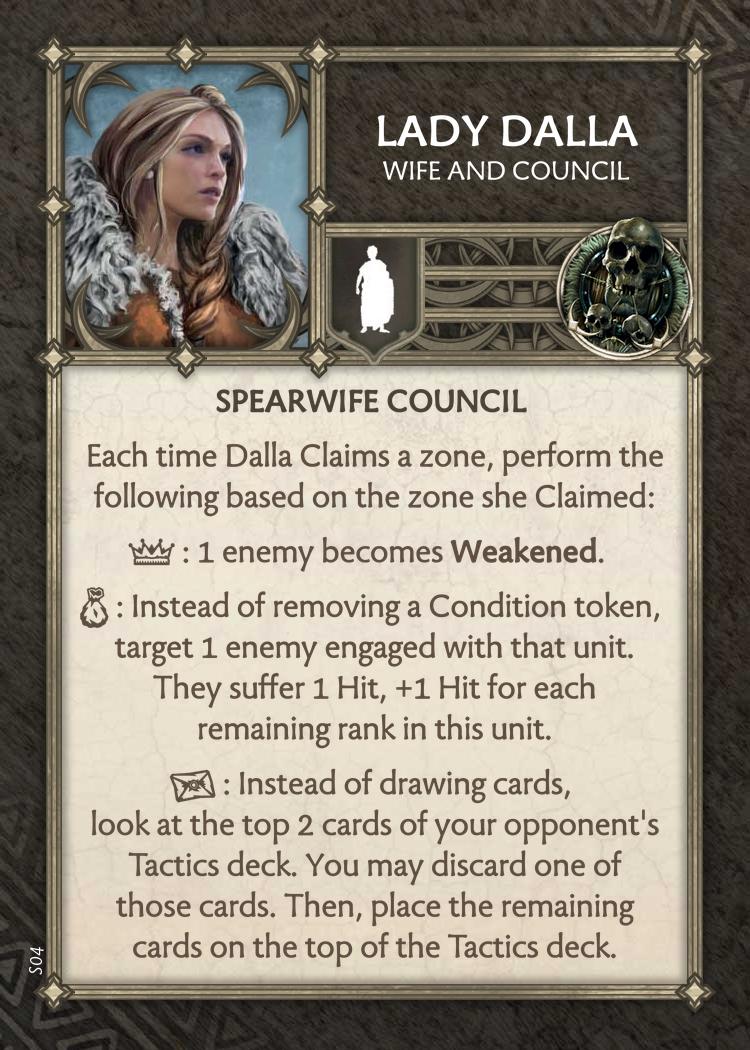 LADY DALLA
WIFE AND COUNCIL
SPEARWIFE COUNCIL
Each time Dalla Claims a zone, perform the
following based on the zone she Claimed:
: 1 enemy becomes Weakened.
: Instead of removing a Condition token,
target 1 enemy engaged with that unit.
They suffer 1 Hit, +1 Hit for each
remaining rank in this unit.
: Instead of drawing cards,
look at the top 2 cards of your opponent's
Tactics deck. You may discard one of
those cards. Then, place the remaining
cards on the top of the Tactics deck.
S04